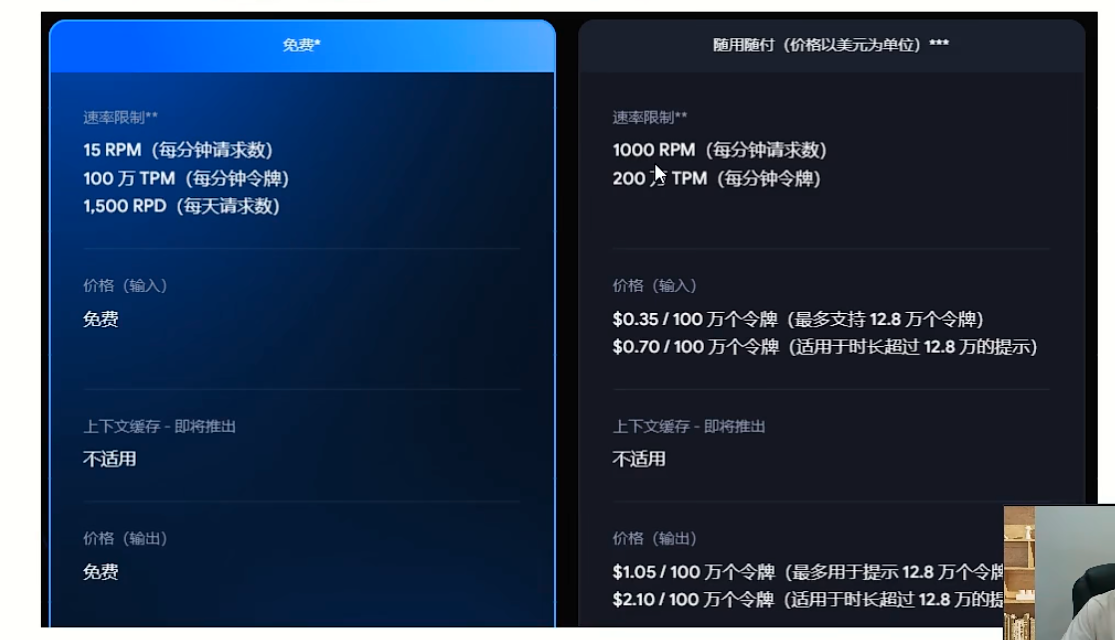 免费*
速率限制**
15 RPM（每分钟请求数）
100 万 TPM（每分钟令牌）
1,500 RPD（每天请求数）
价格（输入）
免费
上下文缓存 - 即将推出
不适用
价格（输出）
免费
随用随付（价格以美元为单位）***
速率限制**
1000 RPM（每分钟请求数）
200 万 TPM（每分钟令牌）
价格（输入）
$0.35 / 100 万个令牌（最多支持 12.8 万个令牌）
$0.70 / 100 万个令牌（适用于时长超过 12.8 万的提示）
上下文缓存 - 即将推出
不适用
价格（输出）
$1.05 / 100 万个令牌（最多用于提示 12.8 万个令
$2.10 / 100 万个令牌（适用于时长超过 12.8 万的